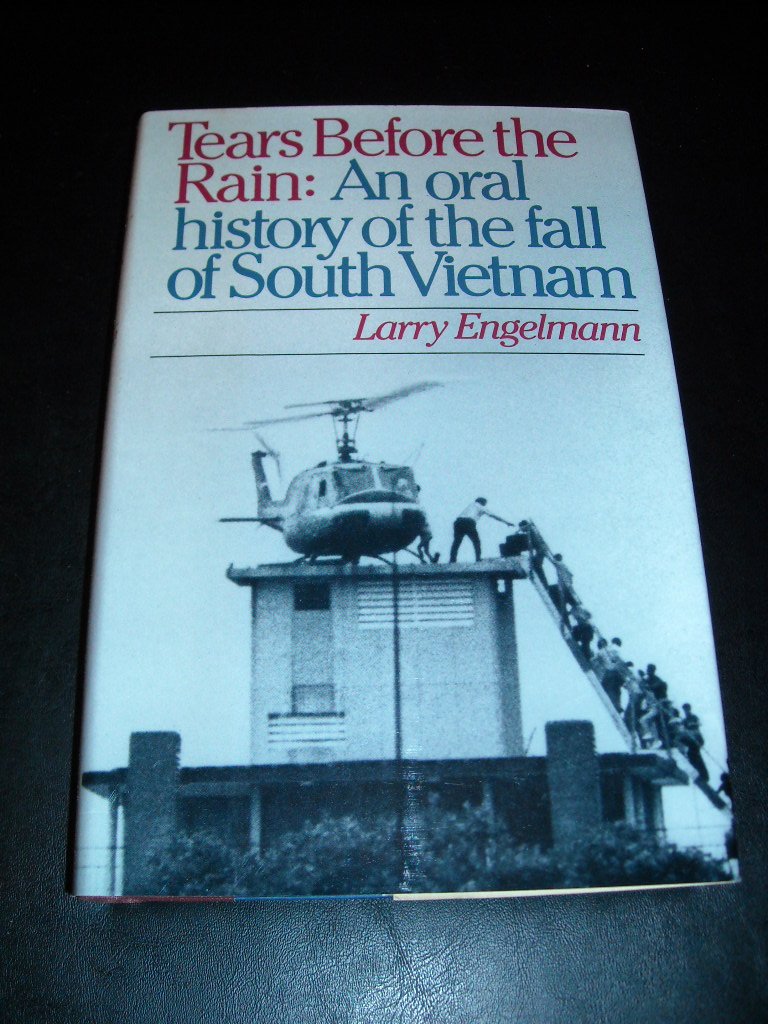 Tears Before the
Rain: An oral
history of the fall
of South Vietnam
Larry Engelmann